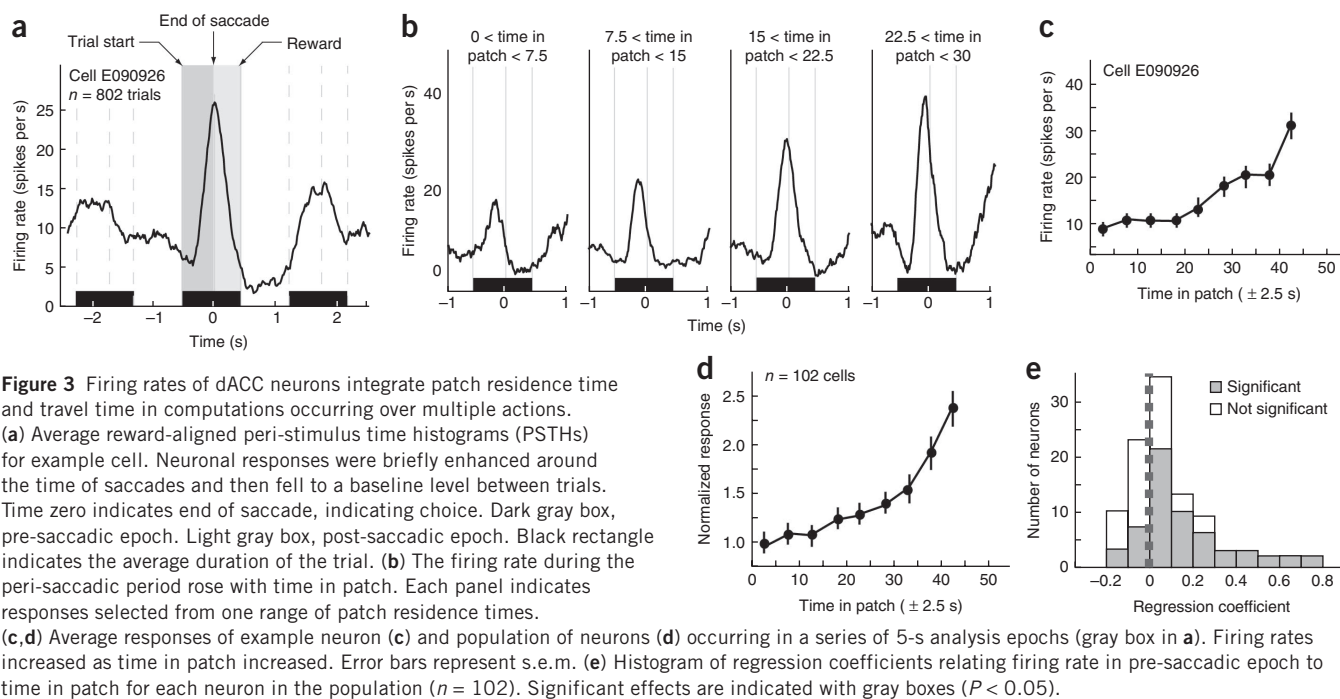 a
End of saccade
Trial start
Reward
Cell E090926
n = 802 trials
25
20
15
10
5
0
Firing rate (spikes per s)
–2
–1
0
1
2
Time (s)
b
0 < time in
patch < 7.5
7.5 < time in
patch < 15
15 < time in
patch < 22.5
22.5 < time in
patch < 30
40
20
0
Firing rate (spikes per s)
–1 0 1
–1 0 1
–1 0 1
–1 0 1
Time (s)
c
Cell E090926
40
30
20
10
Firing rate (spikes per s)
0 10 20 30 40 50
Time in patch ( ± 2.5 s)
Figure 3 Firing rates of dACC neurons integrate patch residence time
and travel time in computations occurring over multiple actions.
(a) Average reward-aligned peri-stimulus time histograms (PSTHs)
for example cell. Neuronal responses were briefly enhanced around
the time of saccades and then fell to a baseline level between trials.
Time zero indicates end of saccade, indicating choice. Dark gray box,
pre-saccadic epoch. Light gray box, post-saccadic epoch. Black rectangle
indicates the average duration of the trial. (b) The firing rate during the
peri-saccadic period rose with time in patch. Each panel indicates
responses selected from one range of patch residence times.
d
n = 102 cells
2.5
2.0
1.5
1.0
Normalized response
0 10 20 30 40 50
Time in patch ( ± 2.5 s)
e
Significant
Not significant
30
20
10
0
Number of neurons
–0.2 0 0.2 0.4 0.6 0.8
Regression coefficient
(c,d) Average responses of example neuron (c) and population of neurons (d) occurring in a series of 5-s analysis epochs (gray box in a). Firing rates
increased as time in patch increased. Error bars represent s.e.m. (e) Histogram of regression coefficients relating firing rate in pre-saccadic epoch to
time in patch for each neuron in the population (n = 102). Significant effects are indicated with gray boxes (P < 0.05).